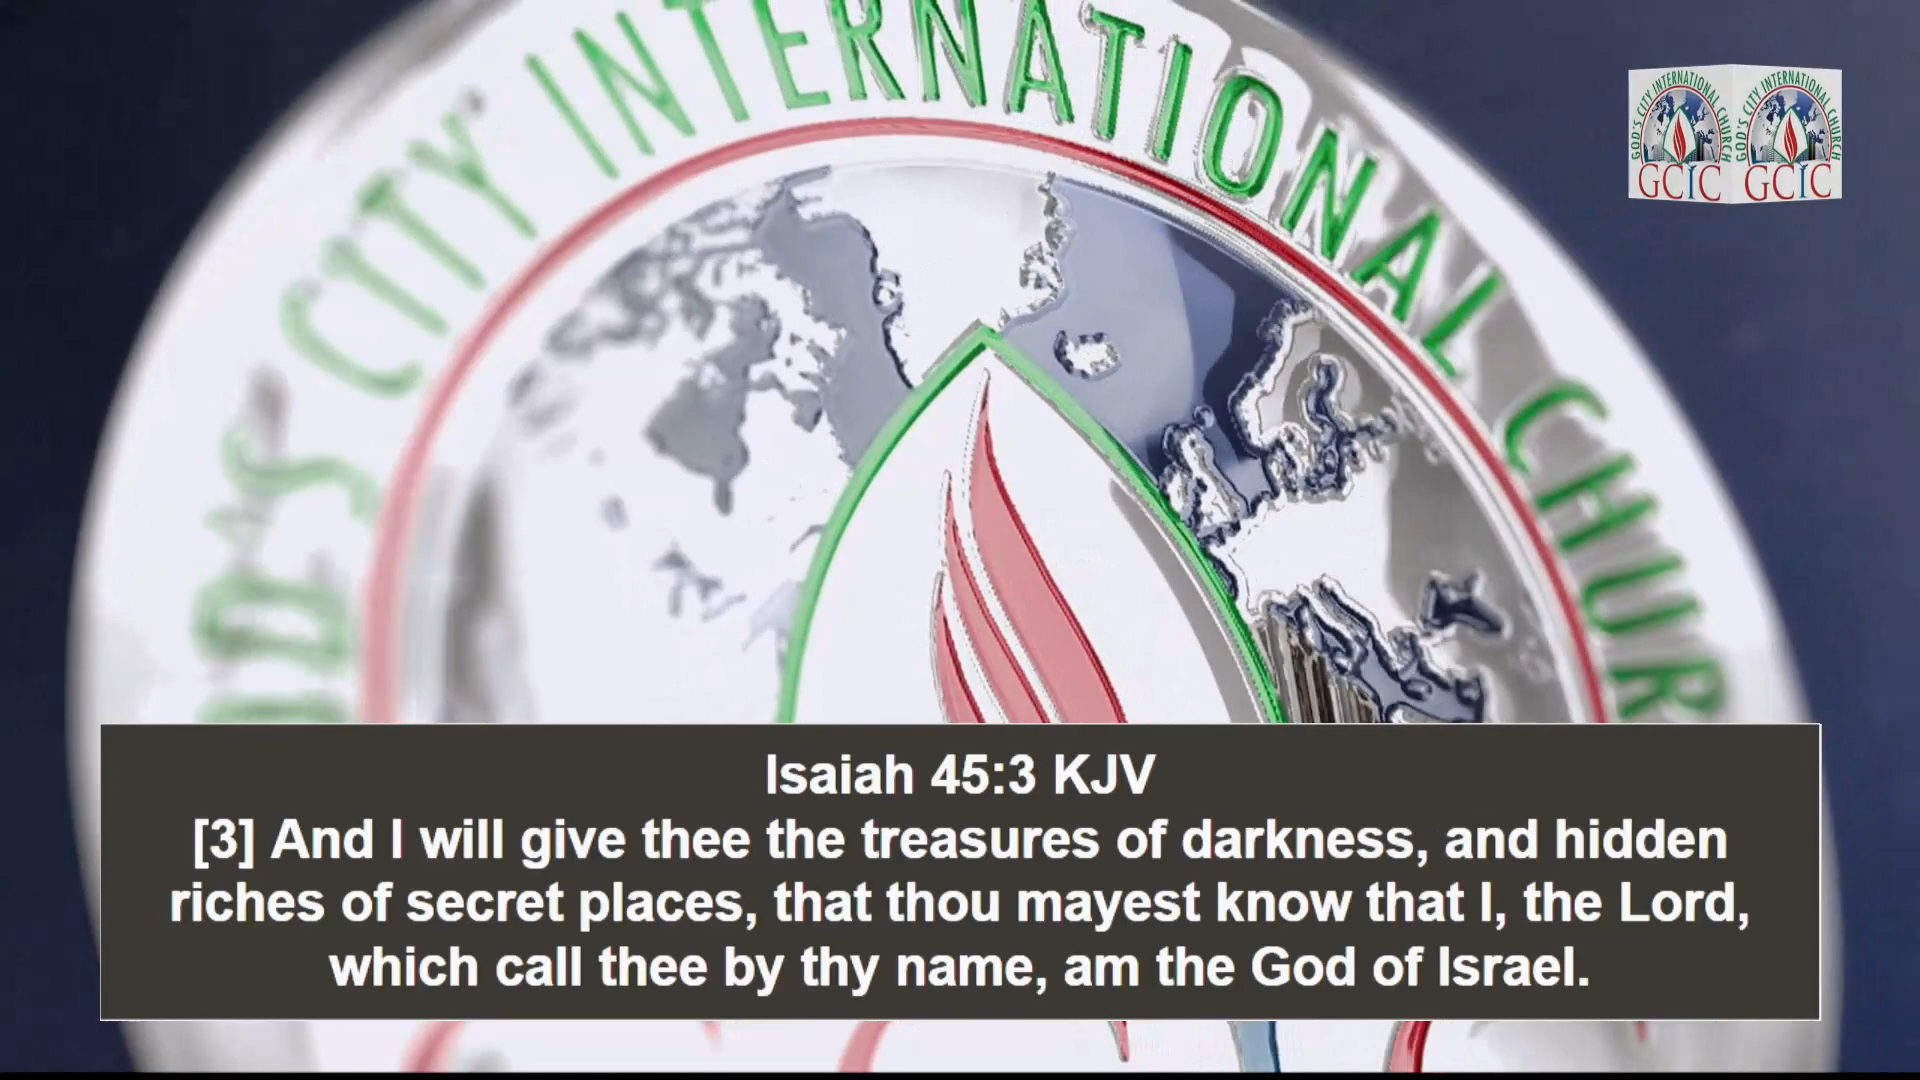 GOD'S CITY INTERNATIONAL CHURCH
GOD'S CITY INTERNATIONAL CHURCH
GCIC
GOD'S CITY INTERNATIONAL CHURCH
GCIC
Isaiah 45:3 KJV
[3] And I will give thee the treasures of darkness, and hidden
riches of secret places, that thou mayest know that I, the Lord,
which call thee by thy name, am the God of Israel.